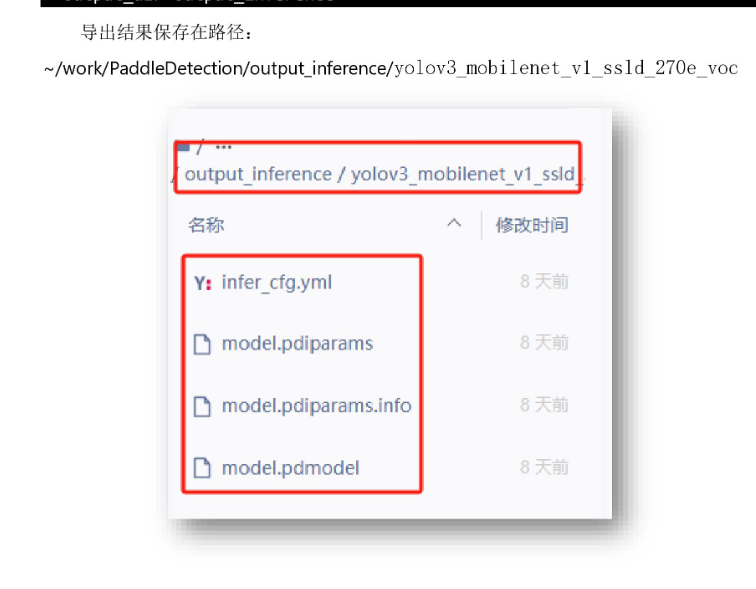 导出结果保存在路径：
~/work/PaddleDetection/output_inference/yolov3_mobilenet_v1_ssld_270e_voc
/ ···
/ output_inference / yolov3_mobilenet_v1_ssld_
名称 修改时间
Y: infer_cfg.yml 8 天前
model.pdiparams 8 天前
model.pdiparams.info 8 天前
model.pdmodel 8 天前